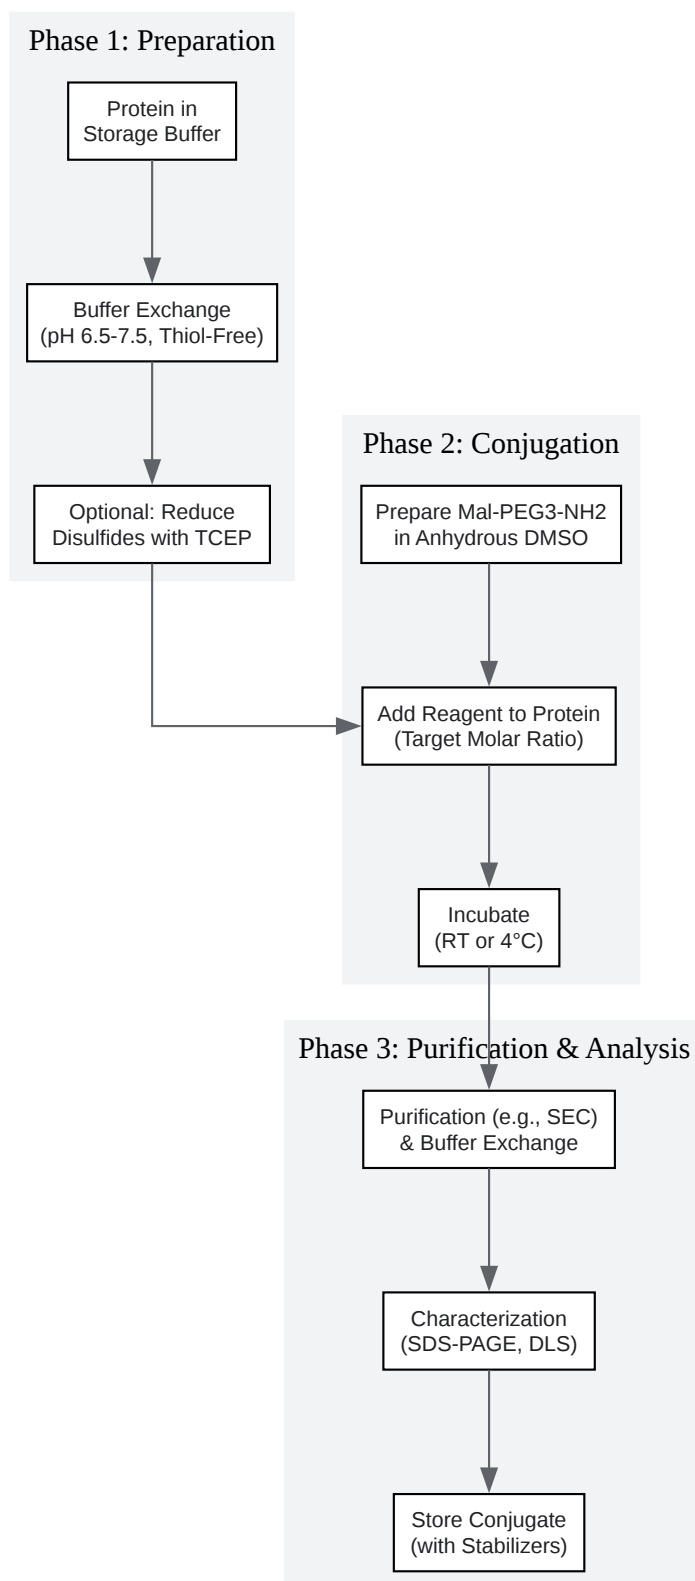 Phase 1: Preparation
Protein in
Storage Buffer
Buffer Exchange
(pH 6.5-7.5, Thiol-Free)
Optional: Reduce
Disulfides with TCEP
Phase 2: Conjugation
Prepare Mal-PEG3-NH2
in Anhydrous DMSO
Add Reagent to Protein
(Target Molar Ratio)
Incubate
(RT or 4°C)
Phase 3: Purification & Analysis
Purification (e.g., SEC)
& Buffer Exchange
Characterization
(SDS-PAGE, DLS)
Store Conjugate
(with Stabilizers)